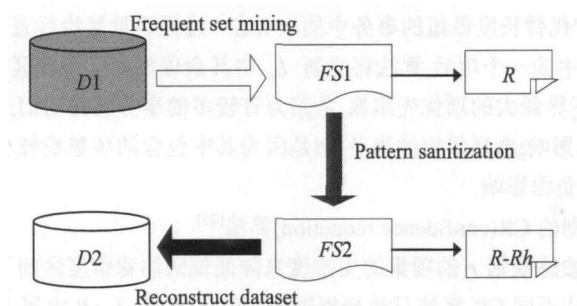 Frequent set mining
D1
FS1
R
Pattern sanitization
D2
FS2
R-Rh
Reconstruct dataset